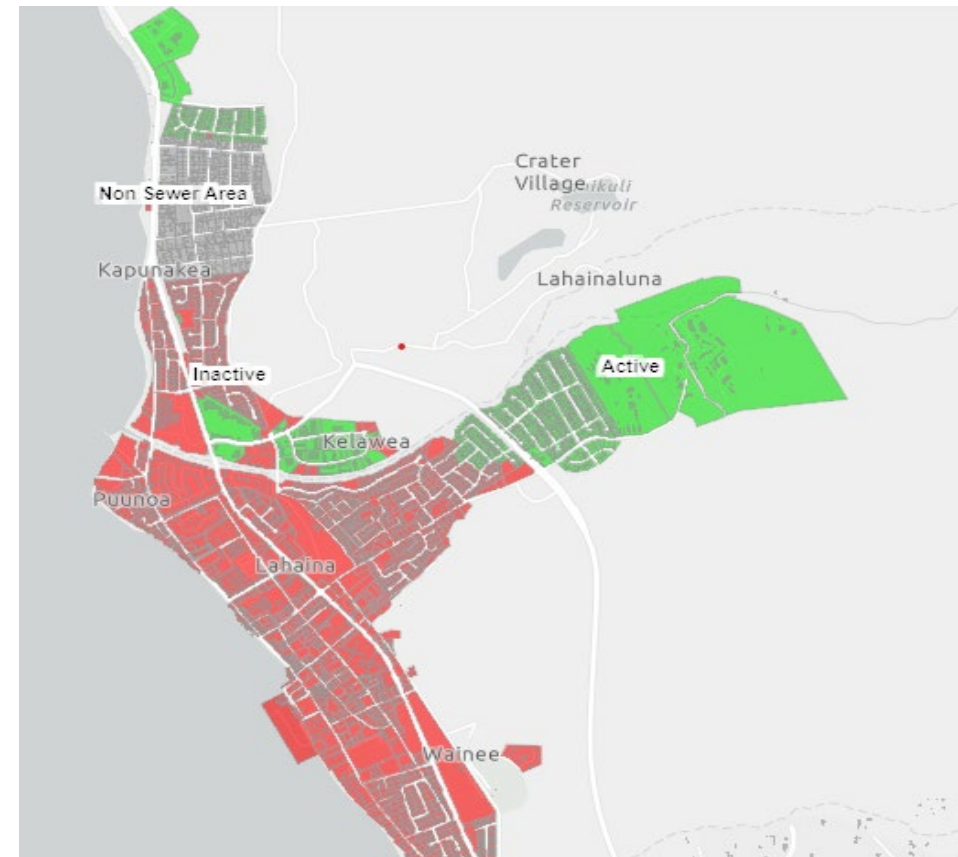 Crater
Village
Reservoir
Non Sewer Area
Kapunakea
Lahainaluna
Inactive
Active
Kelawea
Puunoa
Lahaina
Wainee